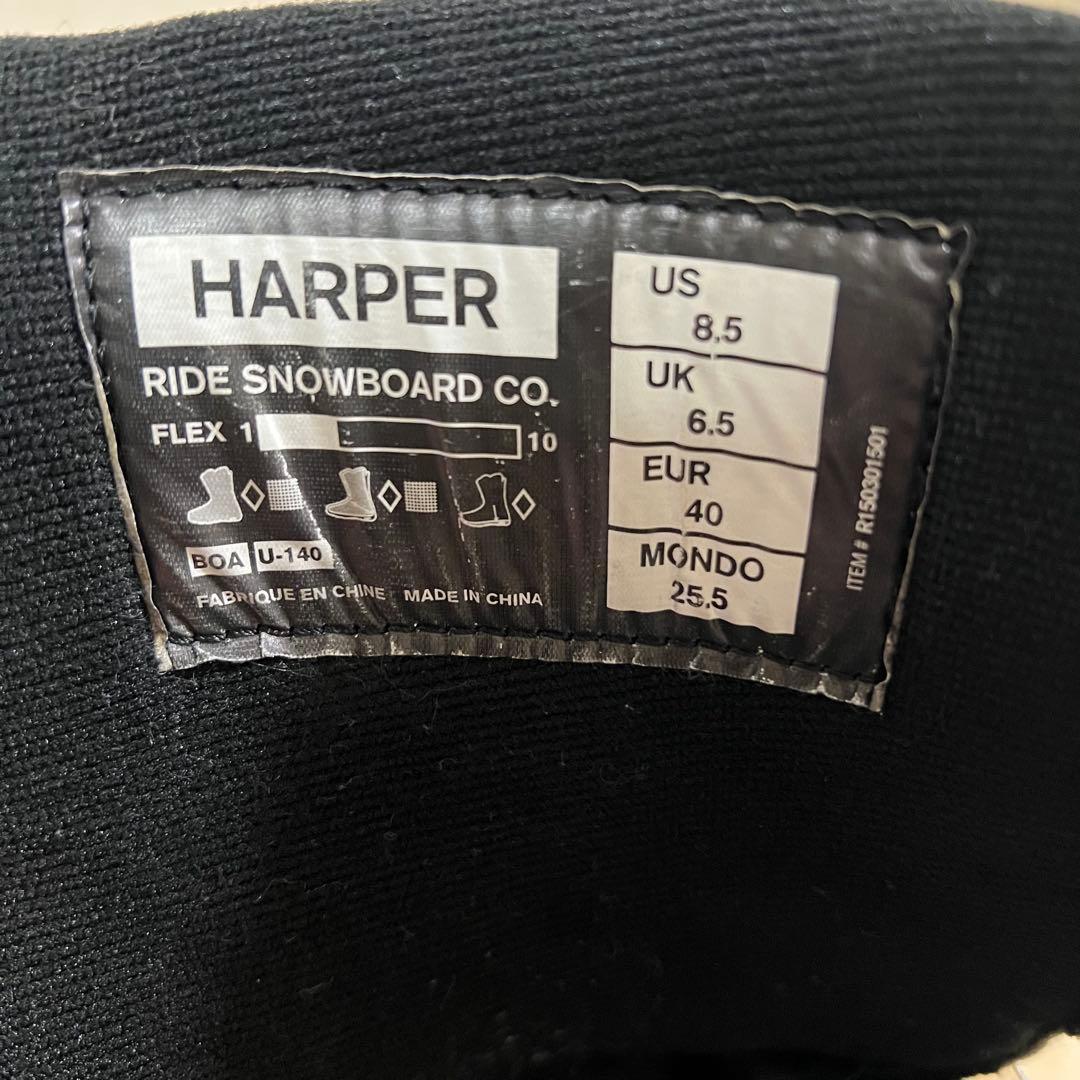 HARPER
RIDE SNOWBOARD CO.
FLEX 1 10
BOA U-140
FABRIQUE EN CHINE MADE IN CHINA
US
8.5
UK
6.5
EUR
40
MONDO
25.5
ITEM # R150301501